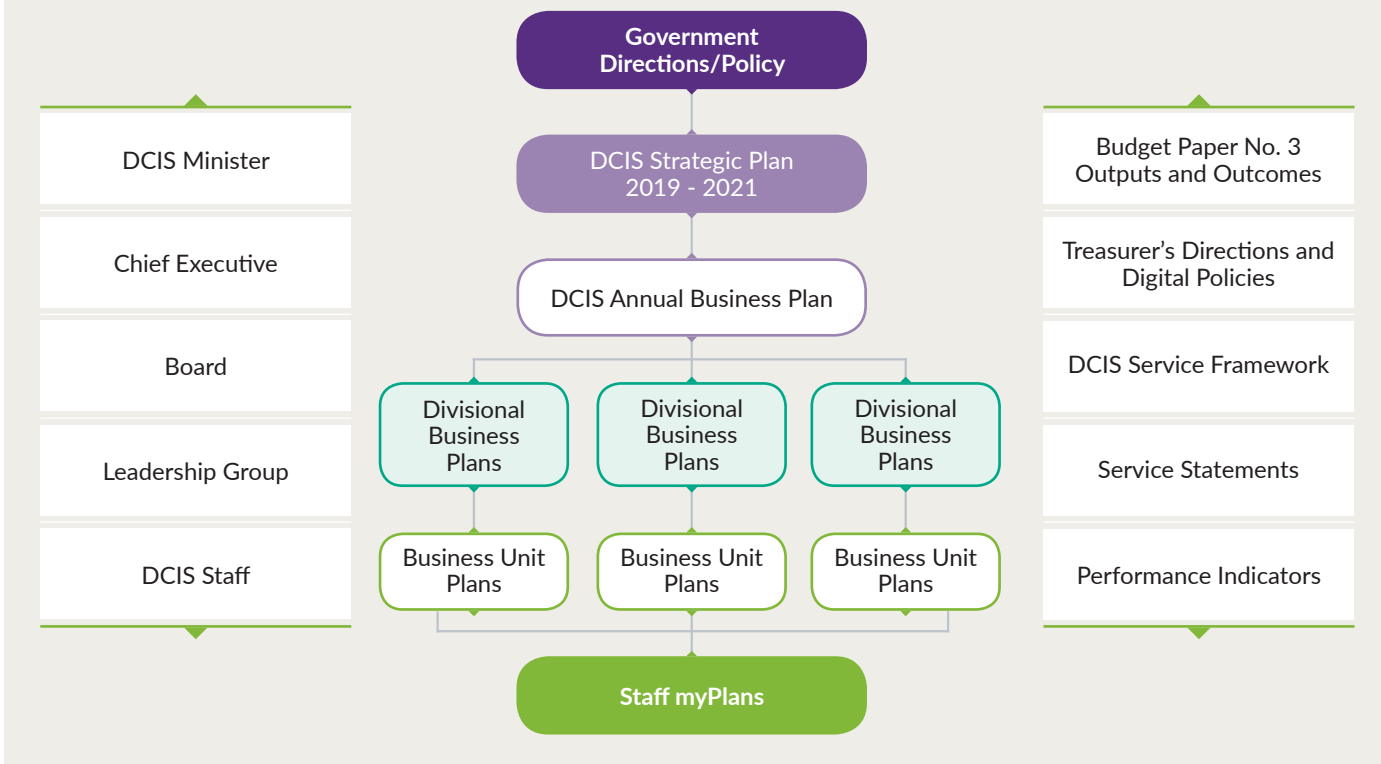 Government
Directions/Policy
DCIS Strategic Plan
2019 - 2021
DCIS Annual Business Plan
Divisional
Business
Plans
Divisional
Business
Plans
Divisional
Business
Plans
Business Unit
Plans
Business Unit
Plans
Business Unit
Plans
Staff myPlans
DCIS Minister
Chief Executive
Board
Leadership Group
DCIS Staff
Budget Paper No. 3
Outputs and Outcomes
Treasurer’s Directions and
Digital Policies
DCIS Service Framework
Service Statements
Performance Indicators